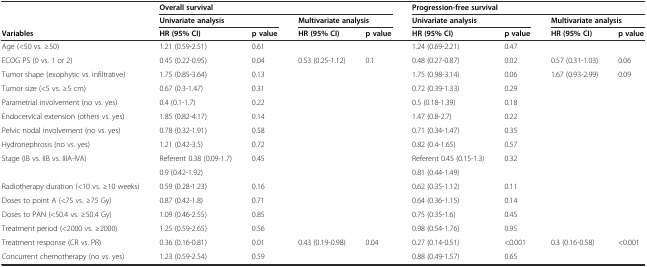 Overall survival Progression-free survival
Univariate analysis Multivariate analysis Univariate analysis Multivariate analysis
Variables HR (95% CI) p value HR (95% CI) p value HR (95% CI) p value HR (95% CI) p value
Age (<50 vs. ≥50) 1.21 (0.59-2.51) 0.61 1.24 (0.69-2.21) 0.47
ECOG PS (0 vs. 1 or 2) 0.45 (0.22-0.95) 0.04 0.53 (0.25-1.12) 0.1 0.48 (0.27-0.87) 0.02 0.57 (0.31-1.03) 0.06
Tumor shape (exophytic vs. infiltrative) 1.75 (0.85-3.64) 0.13 1.75 (0.98-3.14) 0.06 1.67 (0.93-2.99) 0.09
Tumor size (<5 vs. ≥5 cm) 0.67 (0.3-1.47) 0.31 0.72 (0.39-1.33) 0.29
Parametrial involvement (no vs. yes) 0.4 (0.1-1.7) 0.22 0.5 (0.18-1.39) 0.18
Endocervical extension (others vs. yes) 1.85 (0.82-4.17) 0.14 1.47 (0.8-2.7) 0.22
Pelvic nodal involvement (no vs. yes) 0.78 (0.32-1.91) 0.58 0.71 (0.34-1.47) 0.35
Hydronephrosis (no vs. yes) 1.21 (0.42-3.5) 0.72 0.82 (0.4-1.65) 0.57
Stage (IB vs. IIB vs. IIIA-IVA) Referent 0.38 (0.09-1.7) 0.45 Referent 0.45 (0.15-1.3) 0.32
0.9 (0.42-1.92) 0.81 (0.44-1.49)
Radiotherapy duration (<10 vs. ≥10 weeks) 0.59 (0.28-1.23) 0.16 0.62 (0.35-1.12) 0.11
Doses to point A (<75 vs. ≥75 Gy) 0.87 (0.42-1.8) 0.71 0.64 (0.36-1.15) 0.14
Doses to PAN (<50.4 vs. ≥50.4 Gy) 1.09 (0.46-2.55) 0.85 0.75 (0.35-1.6) 0.45
Treatment period (<2000 vs. ≥2000) 1.25 (0.59-2.65) 0.56 0.98 (0.54-1.76) 0.95
Treatment response (CR vs. PR) 0.36 (0.16-0.81) 0.01 0.43 (0.19-0.98) 0.04 0.27 (0.14-0.51) <0.001 0.3 (0.16-0.58) <0.001
Concurrent chemotherapy (no vs. yes) 1.23 (0.59-2.54) 0.59 0.88 (0.49-1.57) 0.65